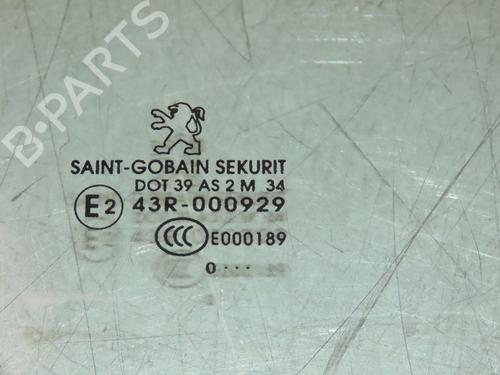 B-PARTS
SAINT-GOBAIN SEKURIT
DOT 39 AS 2 M 34
E2 43R-000929
CCC E000189
0 ...